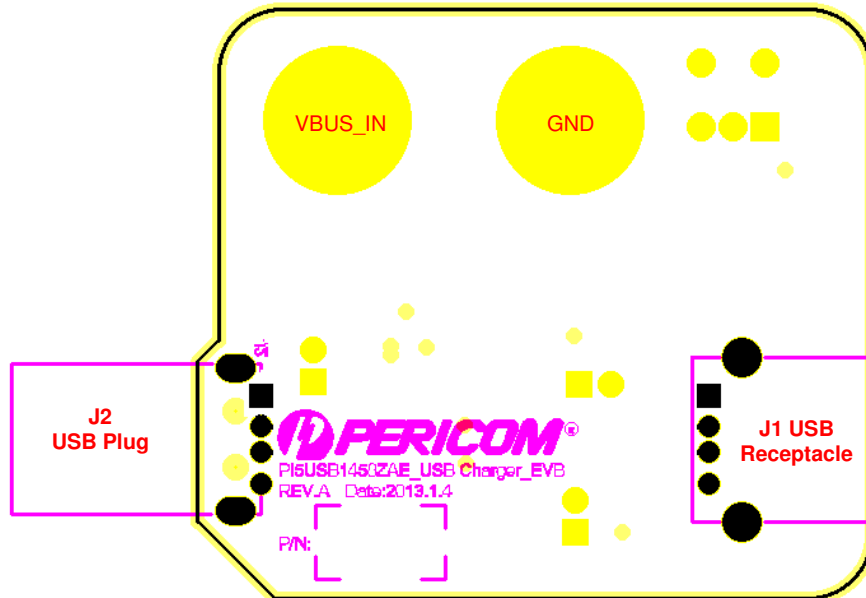 VBUS_IN
GND
J2
USB Plug
PERICOM®
PI5USB1450ZAE_USB Charger_EVB
REV.A Date:2013.1.4
P/N:
J1 USB
Receptacle